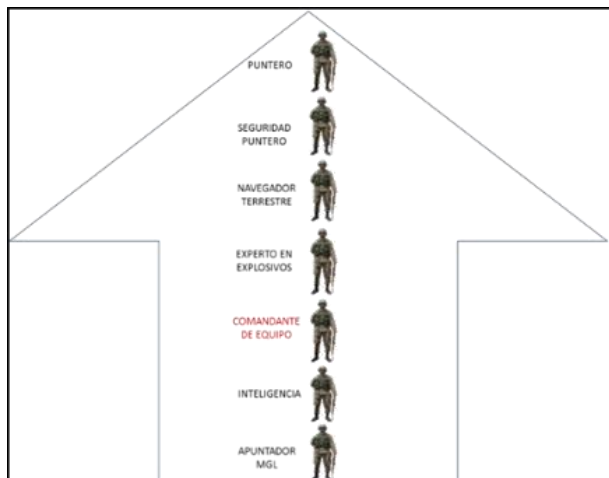 PUNTERO
SEGURIDAD
PUNTERO
NAVEGADOR
TERRESTRE
EXPERTO EN
EXPLOSIVOS
COMANDANTE
DE EQUIPO
INTELIGENCIA
APUNTADOR
MGL